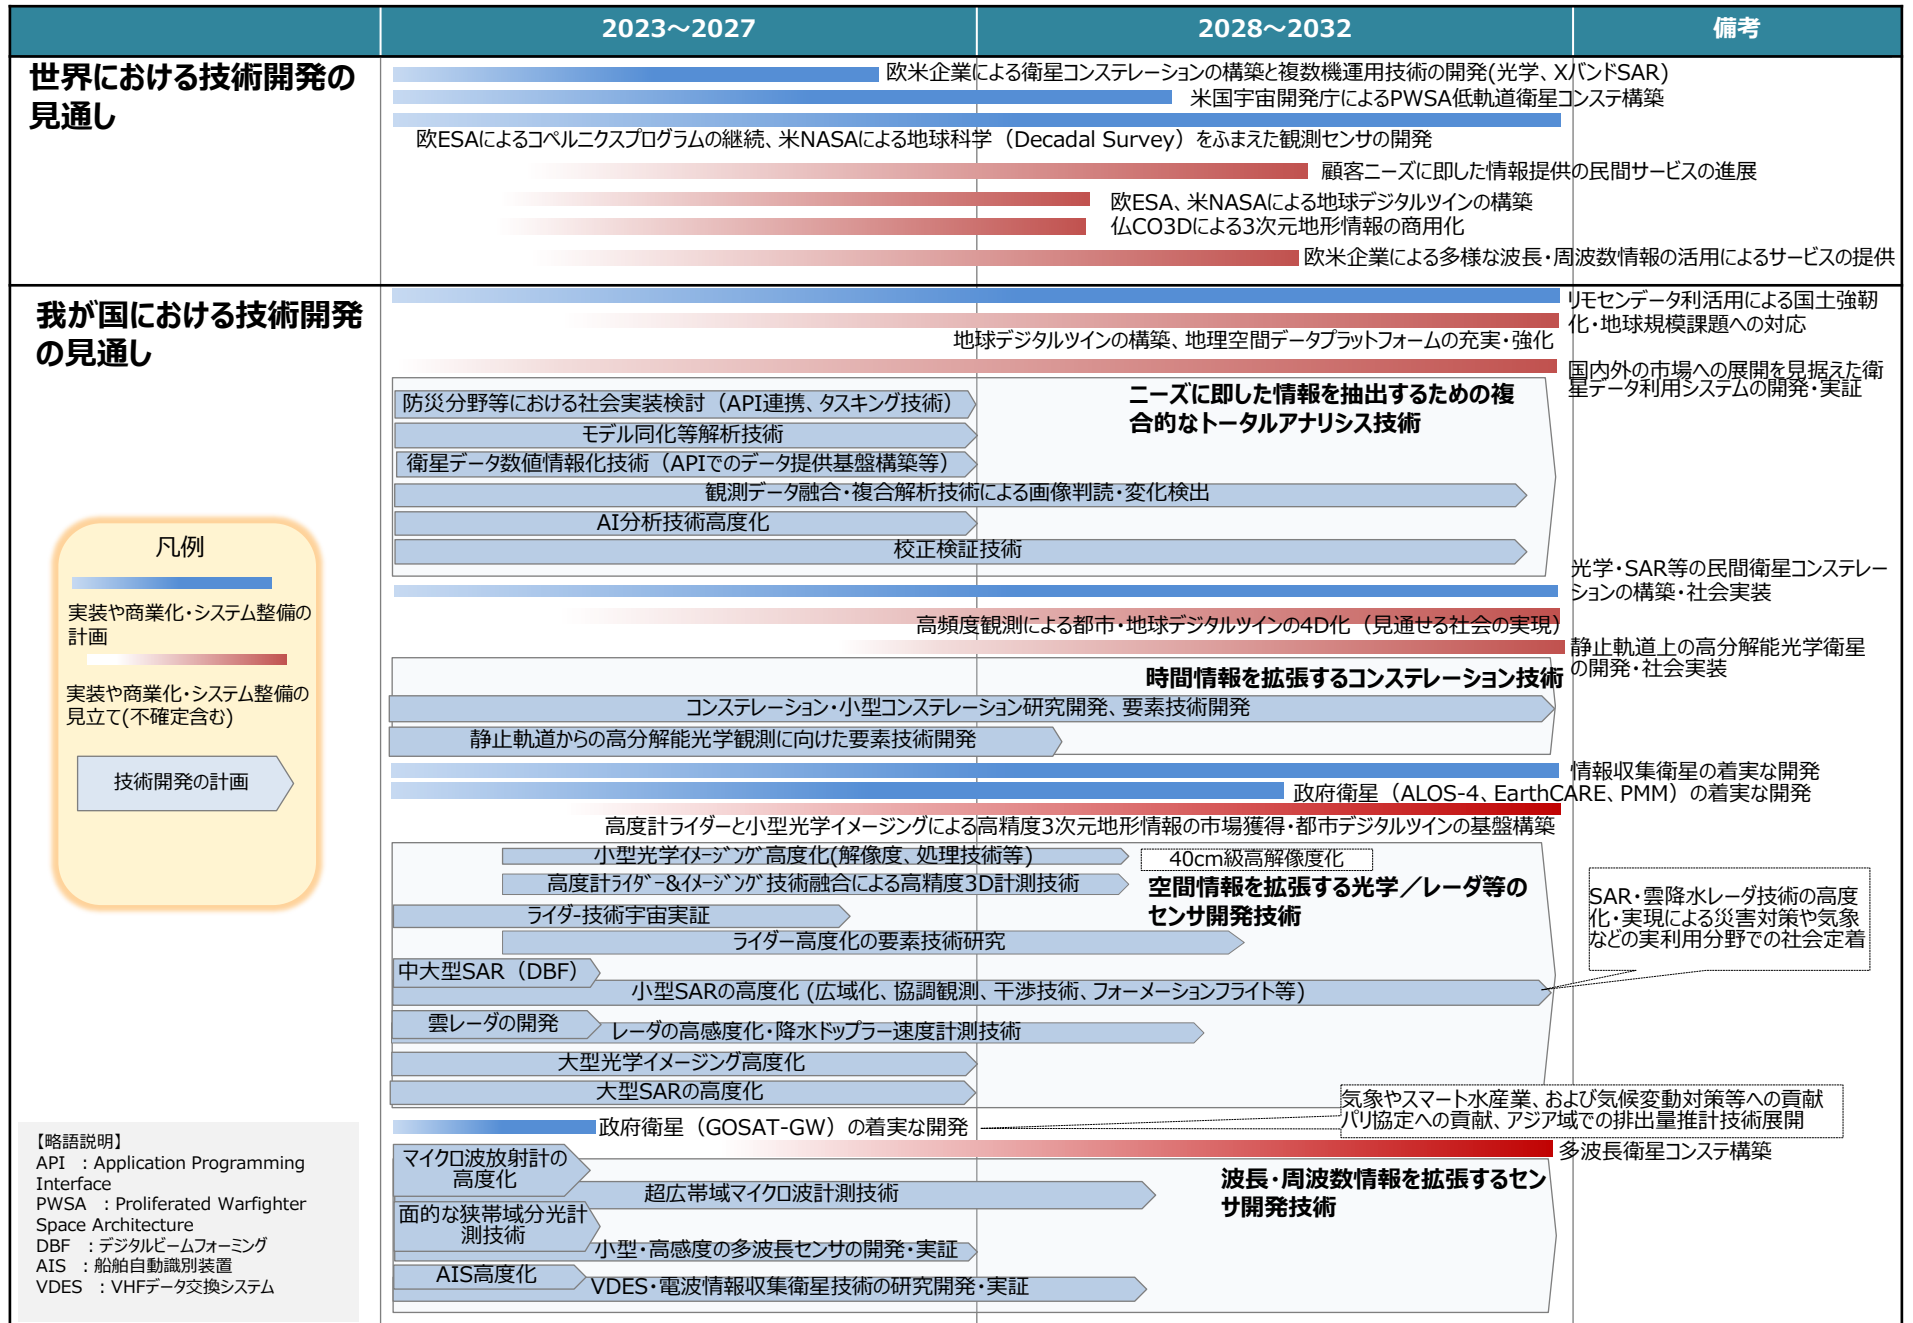 2023～2027
2028～2032
備考
世界における技術開発の
見通し
欧米企業による衛星コンステレーションの構築と複数機運用技術の開発(光学、XバンドSAR)
米国宇宙開発庁によるPWSA低軌道衛星コンステ構築
欧ESAによるコペルニクスプログラムの継続、米NASAによる地球科学（Decadal Survey）をふまえた観測センサの開発
顧客ニーズに即した情報提供の民間サービスの進展
欧ESA、米NASAによる地球デジタルツインの構築
仏CO3Dによる3次元地形情報の商用化
欧米企業による多様な波長・周波数情報の活用によるサービスの提供
我が国における技術開発
の見通し
リモセンデータ利活用による国土強靭
化・地球規模課題への対応
地球デジタルツインの構築、地理空間データプラットフォームの充実・強化
国内外の市場への展開を見据えた衛
星データ利用システムの開発・実証
防災分野等における社会実装検討（API連携、タスキング技術）
モデル同化等解析技術
衛星データ数値情報化技術（APIでのデータ提供基盤構築等）
観測データ融合・複合解析技術による画像判読・変化検出
AI分析技術高度化
校正検証技術
ニーズに即した情報を抽出するための複
合的なトータルアナリシス技術
光学・SAR等の民間衛星コンステレー
ションの構築・社会実装
高頻度観測による都市・地球デジタルツインの4D化（見通せる社会の実現）
静止軌道上の高分解能光学衛星
の開発・社会実装
時間情報を拡張するコンステレーション技術
コンステレーション・小型コンステレーション研究開発、要素技術開発
静止軌道からの高分解能光学観測に向けた要素技術開発
情報収集衛星の着実な開発
政府衛星（ALOS-4、EarthCARE、PMM）の着実な開発
高度計ライダーと小型光学イメージングによる高精度3次元地形情報の市場獲得・都市デジタルツインの基盤構築
小型光学ｲﾒｰｼﾞﾝｸﾞ高度化(解像度、処理技術等)
40cm級高解像度化
高度計ﾗｲﾀﾞｰ&ｲﾒｰｼﾞﾝｸﾞ技術融合による高精度3D計測技術
空間情報を拡張する光学／レーダ等の
センサ開発技術
ライダｰ技術宇宙実証
ライダー高度化の要素技術研究
中大型SAR（DBF）
小型SARの高度化 (広域化、協調観測、干渉技術、フォーメーションフライト等)
雲レーダの開発
レーダの高感度化・降水ドップラー速度計測技術
大型光学イメージング高度化
大型SARの高度化
SAR・雲降水レーダ技術の高度
化・実現による災害対策や気象
などの実利用分野での社会定着
気象やスマート水産業、および気候変動対策等への貢献
パリ協定への貢献、アジア域での排出量推計技術展開
政府衛星（GOSAT-GW）の着実な開発
多波長衛星コンステ構築
マイクロ波放射計の
高度化
超広帯域マイクロ波計測技術
波長・周波数情報を拡張するセン
サ開発技術
面的な狭帯域分光計
測技術
小型・高感度の多波長センサの開発・実証
AIS高度化
VDES・電波情報収集衛星技術の研究開発・実証
凡例
実装や商業化・システム整備の
計画
実装や商業化・システム整備の
見立て(不確定含む)
技術開発の計画
【略語説明】
API ：Application Programming
Interface
PWSA ：Proliferated Warfighter
Space Architecture
DBF ：デジタルビームフォーミング
AIS ：船舶自動識別装置
VDES ：VHFデータ交換システム